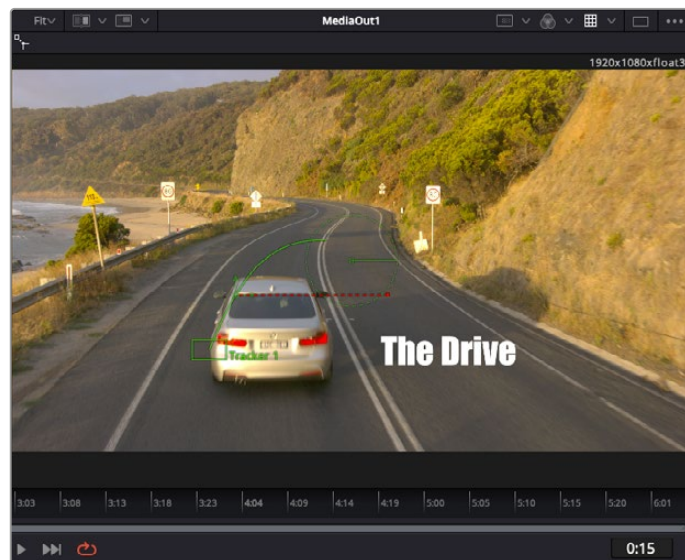 Fit
MediaOut1
1920x1080xfloat3
Tracker 1
The Drive
3:03 3:08 3:13 3:18 3:23 4:04 4:09 4:14 4:19 5:00 5:05 5:10 5:15 5:20 6:01
0:15